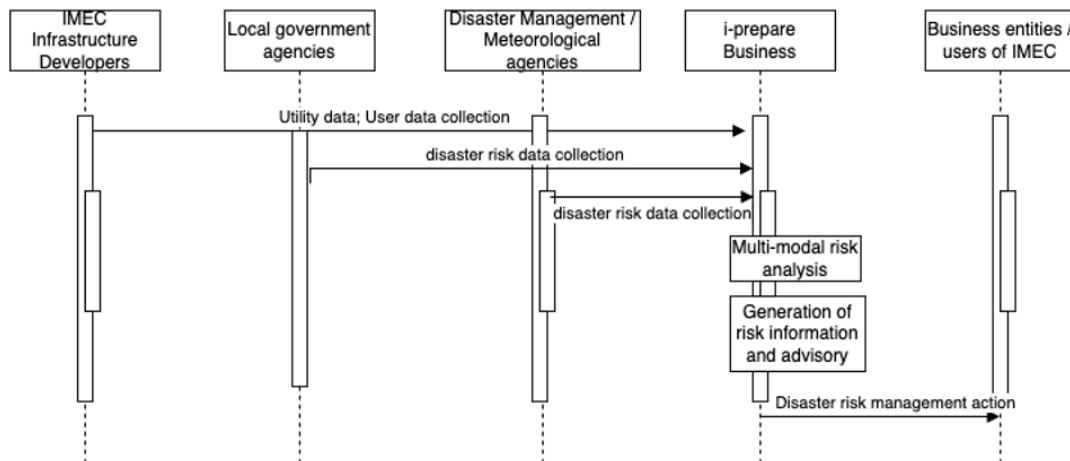 IMEC
Infrastructure
Developers
Local government
agencies
Disaster Management /
Meteorological
agencies
i-prepare
Business
Business entities /
users of IMEC
Utility data; User data collection
disaster risk data collection
disaster risk data collection
Multi-modal risk
analysis
Generation of
risk information
and advisory
Disaster risk management action